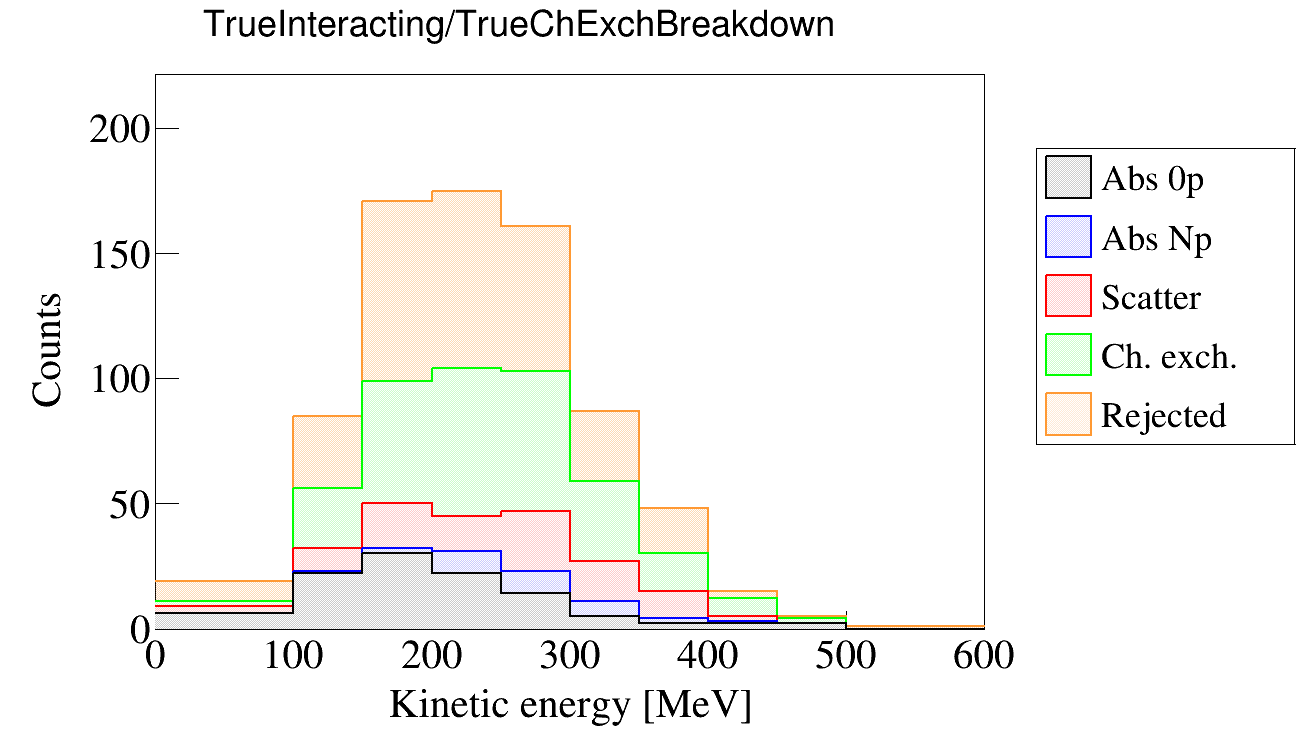 TrueInteracting/TrueChExchBreakdown
200
150
100
50
0
Counts
0 100 200 300 400 500 600
Kinetic energy [MeV]
Abs 0p
Abs Np
Scatter
Ch. exch.
Rejected